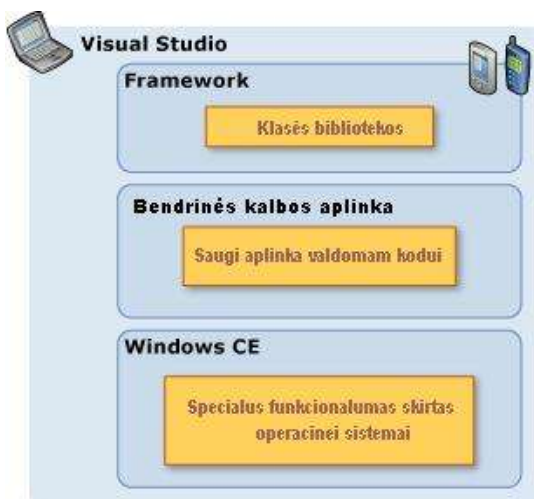 Visual Studio
Framework
Klasės bibliotekos
Bendrinės kalbos aplinka
Saugi aplinka valdomam kodui
Windows CE
Specialus funkcionalumas skirtas
operacinei sistemai